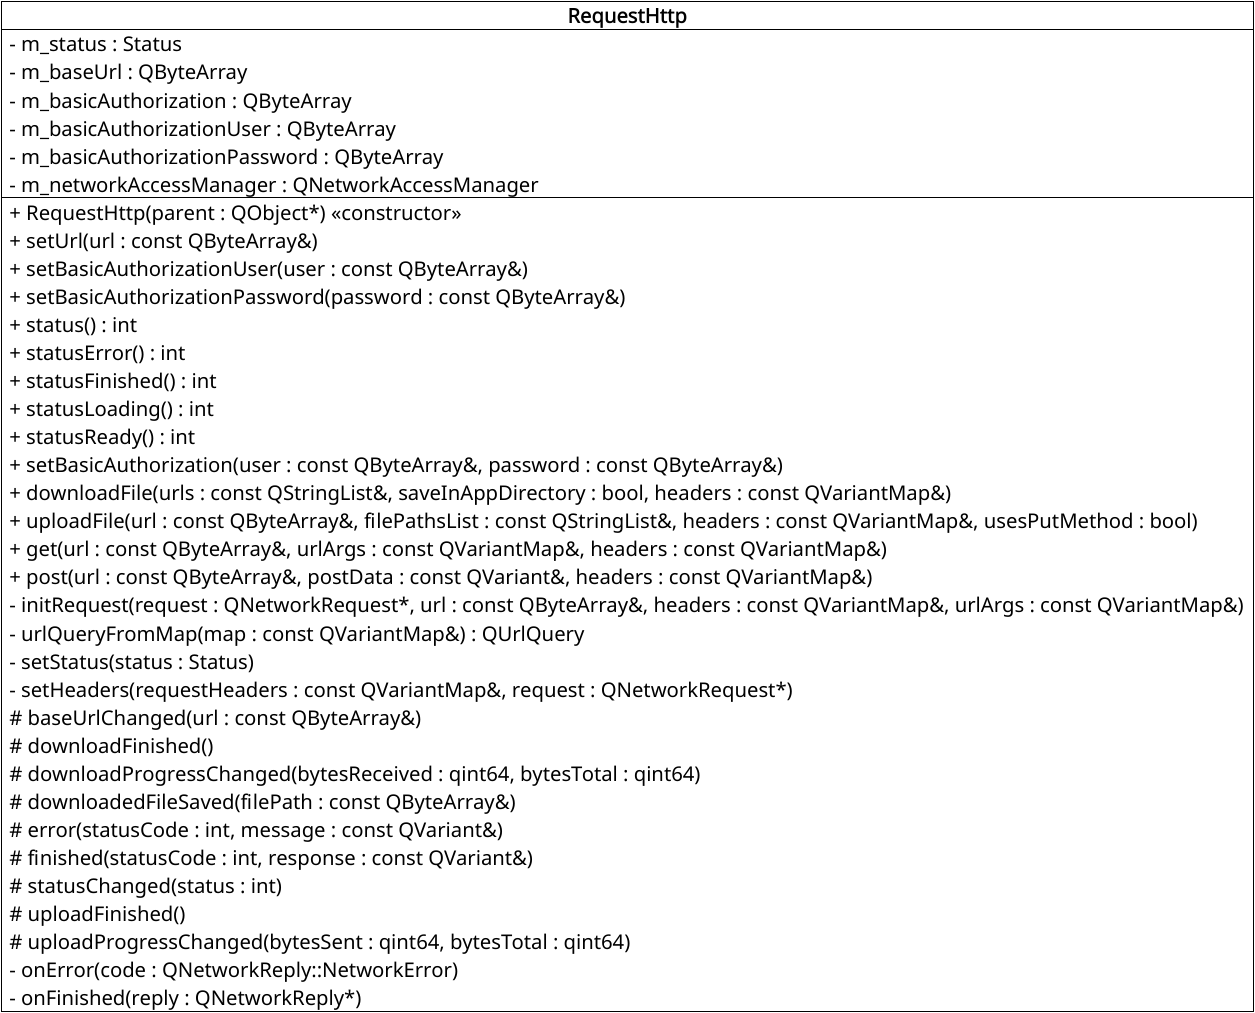 RequestHttp
- m_status : Status
- m_baseUrl : QByteArray
- m_basicAuthorization : QByteArray
- m_basicAuthorizationUser : QByteArray
- m_basicAuthorizationPassword : QByteArray
- m_networkAccessManager : QNetworkAccessManager
+ RequestHttp(parent : QObject*) «constructor»
+ setUrl(url : const QByteArray&)
+ setBasicAuthorizationUser(user : const QByteArray&)
+ setBasicAuthorizationPassword(password : const QByteArray&)
+ status() : int
+ statusError() : int
+ statusFinished() : int
+ statusLoading() : int
+ statusReady() : int
+ setBasicAuthorization(user : const QByteArray&, password : const QByteArray&)
+ downloadFile(urls : const QStringList&, saveInAppDirectory : bool, headers : const QVariantMap&)
+ uploadFile(url : const QByteArray&, filePathsList : const QStringList&, headers : const QVariantMap&, usesPutMethod : bool)
+ get(url : const QByteArray&, urlArgs : const QVariantMap&, headers : const QVariantMap&)
+ post(url : const QByteArray&, postData : const QVariant&, headers : const QVariantMap&)
- initRequest(request : QNetworkRequest*, url : const QByteArray&, headers : const QVariantMap&, urlArgs : const QVariantMap&)
- urlQueryFromMap(map : const QVariantMap&) : QUrlQuery
- setStatus(status : Status)
- setHeaders(requestHeaders : const QVariantMap&, request : QNetworkRequest*)
# baseUrlChanged(url : const QByteArray&)
# downloadFinished()
# downloadProgressChanged(bytesReceived : qint64, bytesTotal : qint64)
# downloadedFileSaved(filePath : const QByteArray&)
# error(statusCode : int, message : const QVariant&)
# finished(statusCode : int, response : const QVariant&)
# statusChanged(status : int)
# uploadFinished()
# uploadProgressChanged(bytesSent : qint64, bytesTotal : qint64)
- onError(code : QNetworkReply::NetworkError)
- onFinished(reply : QNetworkReply*)